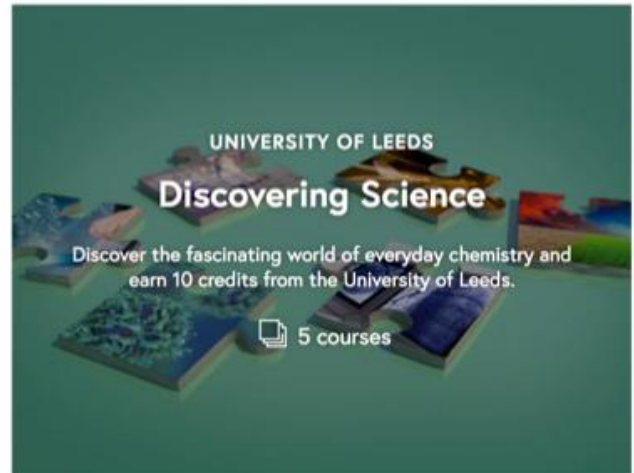 UNIVERSITY OF LEEDS
Discovering Science
Discover the fascinating world of everyday chemistry and
earn 10 credits from the University of Leeds.
5 courses